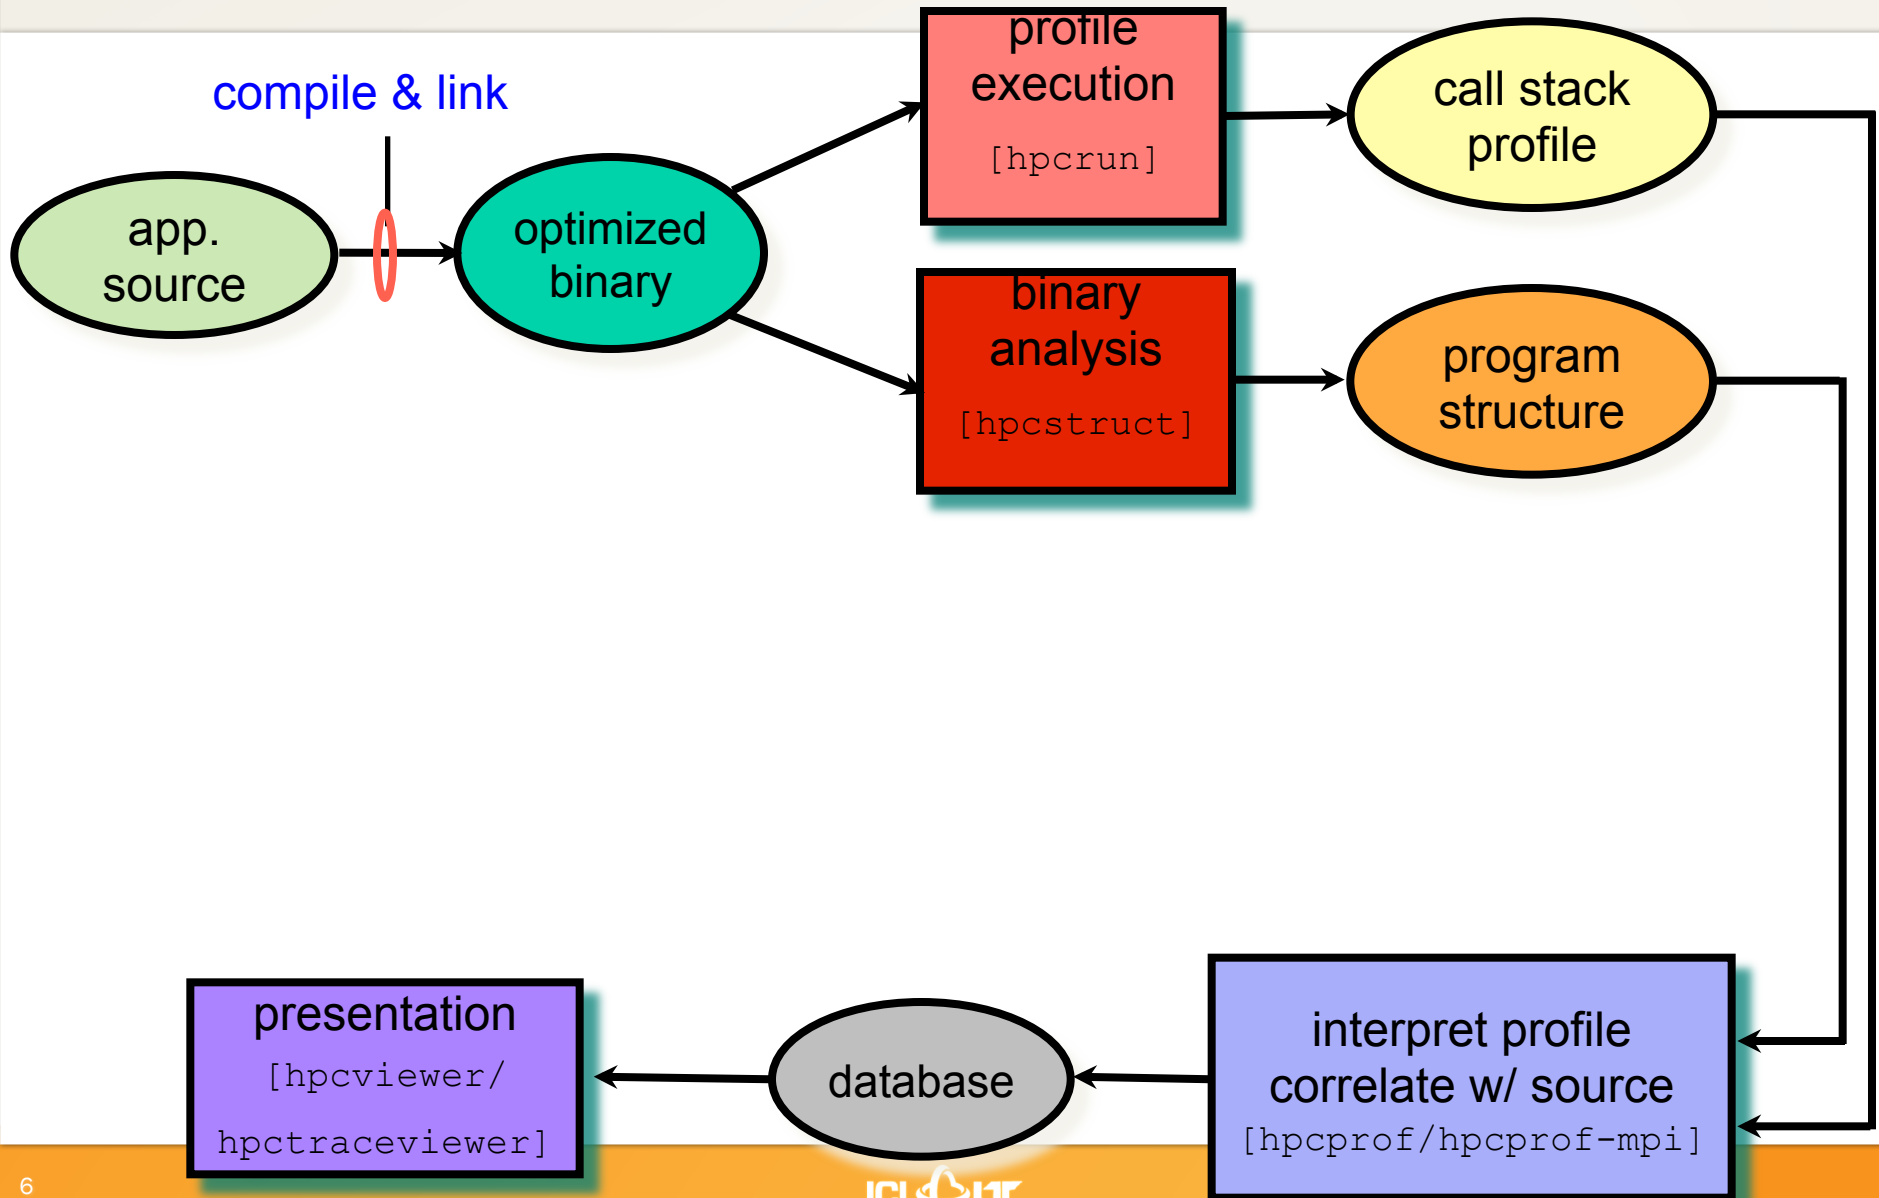 compile & link
app.
source
optimized
binary
profile
execution
[hpcrun]
call stack
profile
binary
analysis
[hpcstruct]
program
structure
interpret profile
correlate w/ source
[hpcprof/hpcprof-mpi]
database
presentation
[hpcviewer/
hpctraceviewer]
6